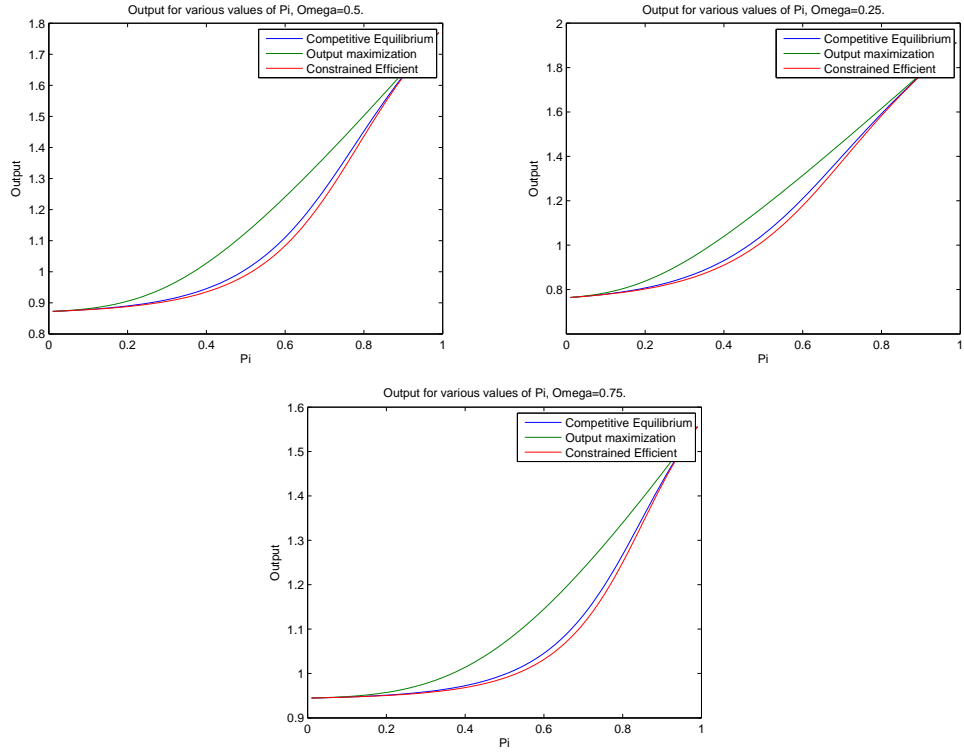 Output for various values of Pi, Omega=0.5.
1.8
1.7
1.6
1.5
1.4
1.3
1.2
1.1
1
0.9
0.8
Output
0
0.2
0.4
0.6
0.8
1
Pi
Competitive Equilibrium
Output maximization
Constrained Efficient
Output for various values of Pi, Omega=0.25.
2
1.8
1.6
1.4
1.2
1
0.8
Output
0
0.2
0.4
0.6
0.8
1
Pi
Competitive Equilibrium
Output maximization
Constrained Efficient
Output for various values of Pi, Omega=0.75.
1.6
1.5
1.4
1.3
1.2
1.1
1
0.9
Output
0
0.2
0.4
0.6
0.8
1
Pi
Competitive Equilibrium
Output maximization
Constrained Efficient